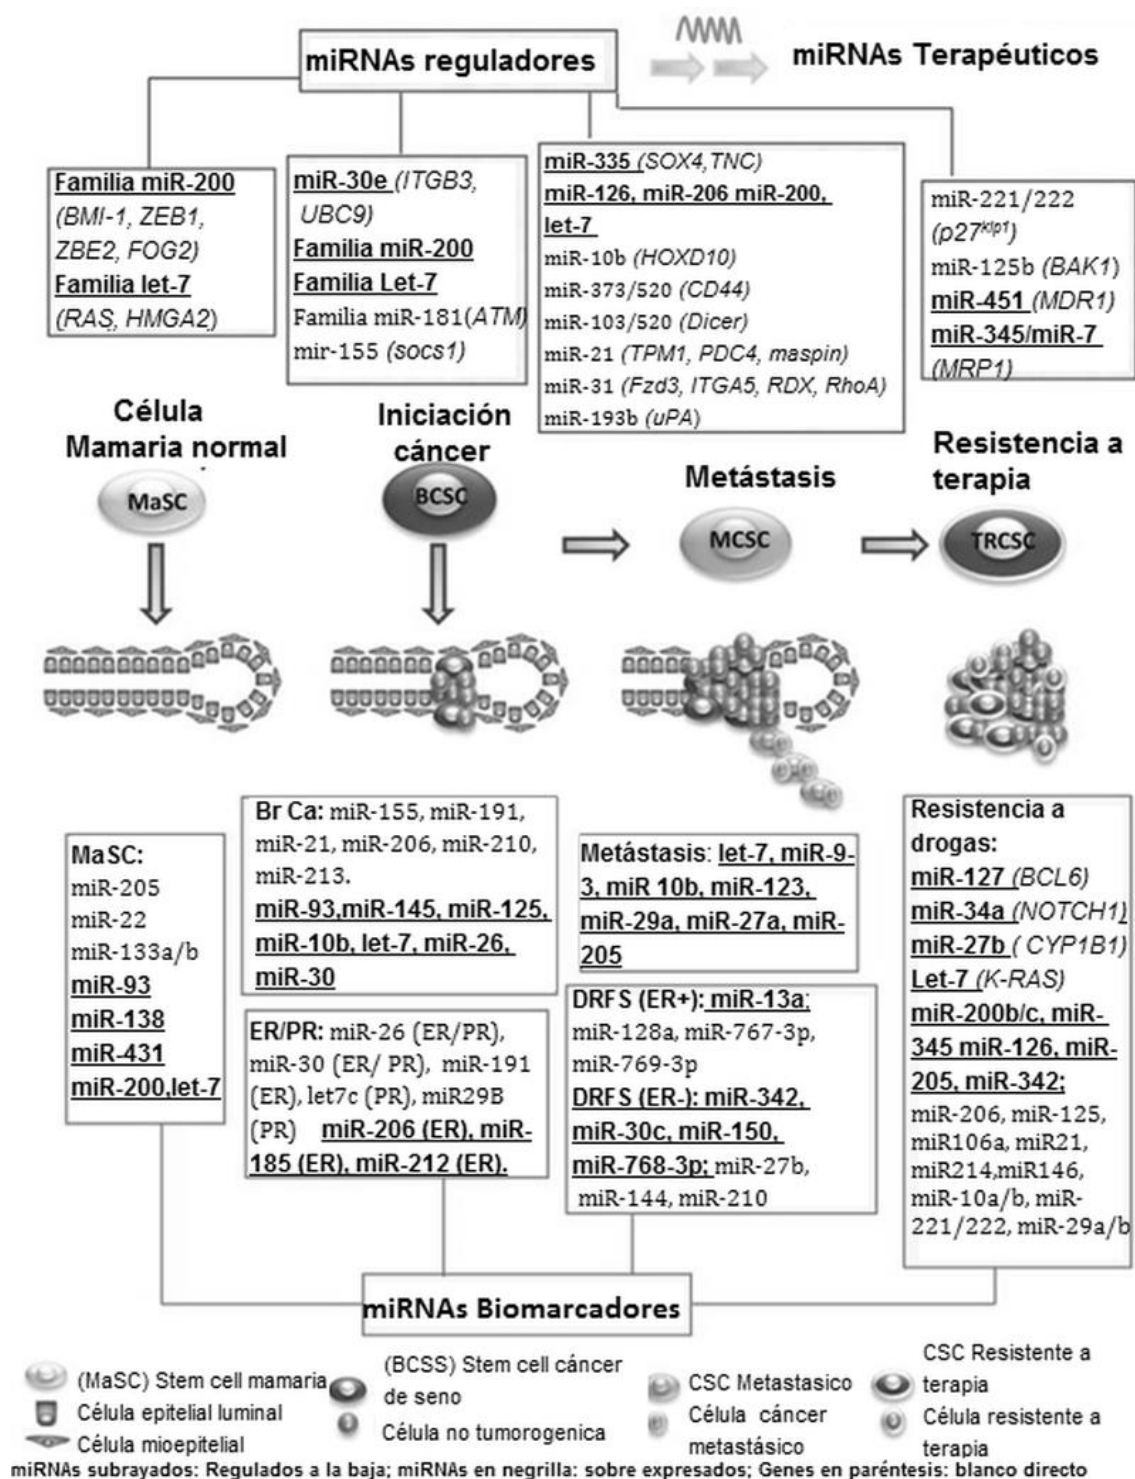 miRNAs reguladores
miRNAs Terapéuticos
Familia miR-200
(BMI-1, ZEB1,
ZBE2, FOG2)
Familia let-7
(RAS, HMGA2)
miR-30e (ITGB3,
UBC9)
Familia miR-200
Familia Let-7
Familia miR-181(ATM)
mir-155 (socs1)
miR-335 (SOX4,TNC)
miR-126, miR-206 miR-200,
let-7
miR-10b (HOXD10)
miR-373/520 (CD44)
miR-103/520 (Dicer)
miR-21 (TPM1, PDC4, maspin)
miR-31 (Fzd3, ITGA5, RDX, RhoA)
miR-193b (uPA)
miR-221/222
(p27kip1)
miR-125b (BAK1)
miR-451 (MDR1)
miR-345/miR-7
(MRP1)
Célula
Mamaria normal
MaSC
Iniciación
cáncer
BCSC
Metástasis
MCSC
Resistencia a
terapia
TRCSC
MaSC:
miR-205
miR-22
miR-133a/b
miR-93
miR-138
miR-431
miR-200,let-7
Br Ca: miR-155, miR-191,
miR-21, miR-206, miR-210,
miR-213.
miR-93,miR-145, miR-125,
miR-10b, let-7, miR-26,
miR-30
ER/PR: miR-26 (ER/PR),
miR-30 (ER/ PR), miR-191
(ER), let7c (PR), miR29B
(PR) miR-206 (ER), miR-
185 (ER), miR-212 (ER).
Metástasis: let-7, miR-9-
3, miR 10b, miR-123,
miR-29a, miR-27a, miR-
205
DRFS (ER+): miR-13a;
miR-128a, miR-767-3p,
miR-769-3p
DRFS (ER-): miR-342,
miR-30c, miR-150,
miR-768-3p; miR-27b,
miR-144, miR-210
Resistencia a
drogas:
miR-127 (BCL6)
miR-34a (NOTCH1)
miR-27b ( CYP1B1)
Let-7 (K-RAS)
miR-200b/c, miR-
345 miR-126, miR-
205, miR-342;
miR-206, miR-125,
miR106a, miR21,
miR214,miR146,
miR-10a/b, miR-
221/222, miR-29a/b
miRNAs Biomarcadores
(MaSC) Stem cell mamaria
Célula epitelial luminal
Célula mioepitelial
(BCSS) Stem cell cáncer
de seno
Célula no tumorogenica
CSC Metastasico
Célula cáncer
metastásico
CSC Resistente a
terapia
Célula resistente a
terapia
miRNAs subrayados: Regulados a la baja; miRNAs en negrilla: sobre expresados; Genes en paréntesis: blanco directo